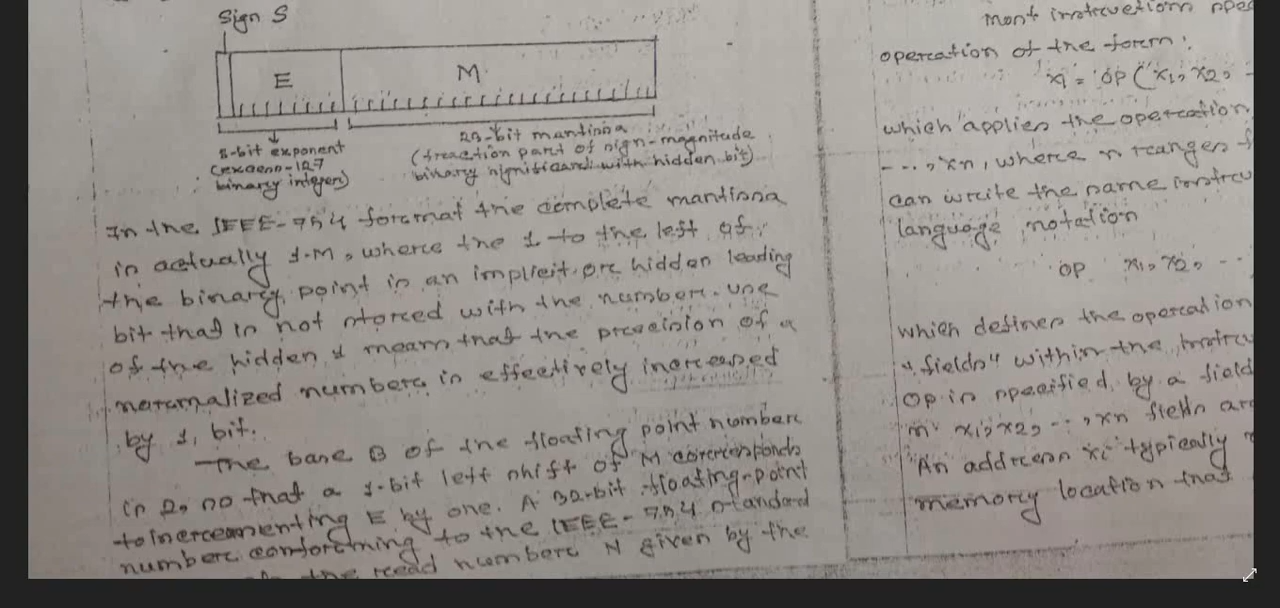 Sign S
E
M
8-bit exponent
(excess-127
binary integer)
23-bit mantissa
(fraction part of sign-magnitude
binary significand with hidden bit)
In the IEEE-754 format the complete mantissa
is actually 1.M, where the 1 to the left of
the binary point is an implicit or hidden leading
bit that is not stored with the number. Use
of the hidden 1 means that the precision of a
normalized number is effectively increased
by 1, bit.
The base B of the floating point number
is 2, so that a 1-bit left shift of M corresponds
to incrementing E by one. A 32-bit floating-point
number conforming to the IEEE-754 standard
the read number N given by the
most instruction spe
operation of the form:
x1 = op (x1, x2,
which applies the operation
..., xn, where n ranges f
can write the same instru
language notation
op x1, x2, ..
which defines the operation
"fields" within the instru
op is specified by a field
n x1, x2, ..., xn fields are
An address xi typically
memory location that